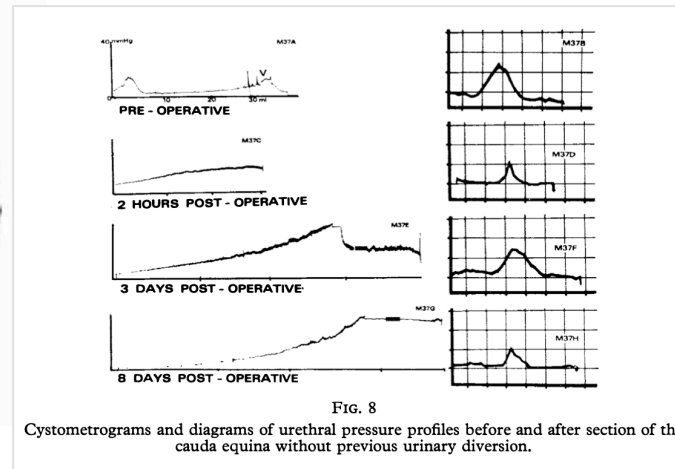 40 mmHg
M37A
V
0 10 20 30 ml
PRE - OPERATIVE
M37B
M37C
2 HOURS POST - OPERATIVE
M37D
M37E
3 DAYS POST - OPERATIVE
M37F
M37G
8 DAYS POST - OPERATIVE
M37H
FIG. 8
Cystometrograms and diagrams of urethral pressure profiles before and after section of th
cauda equina without previous urinary diversion.